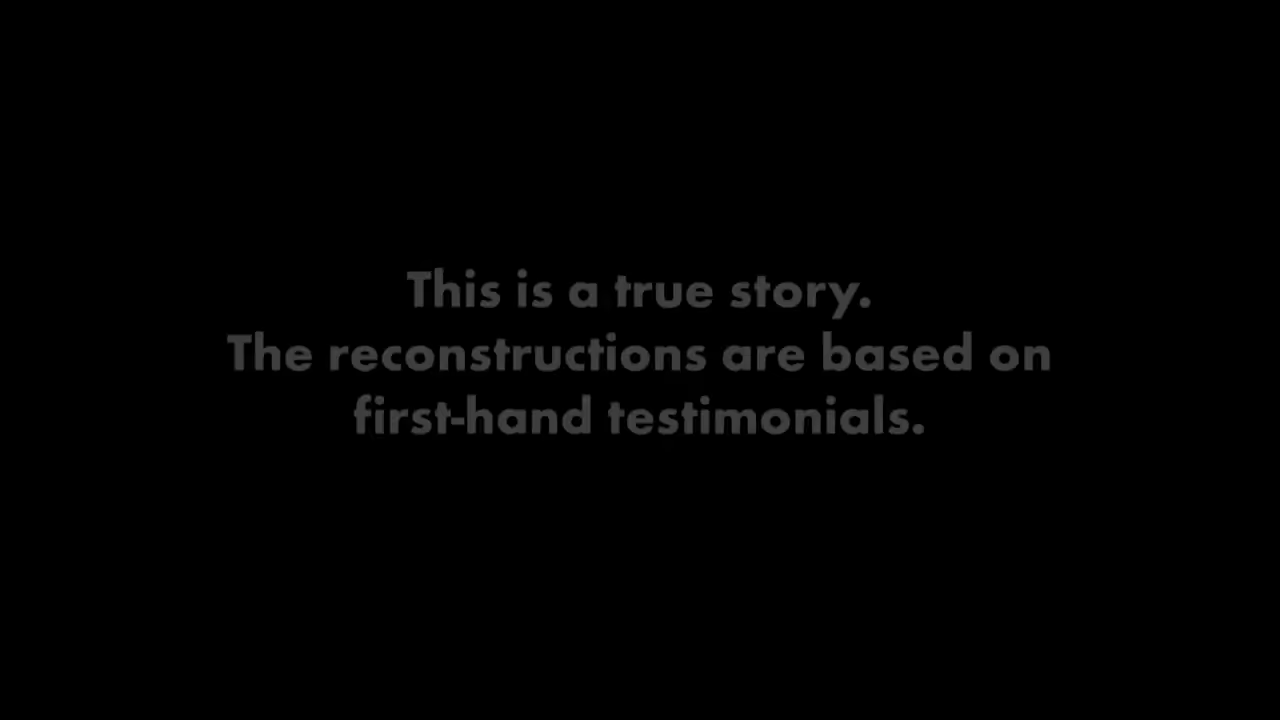 This is a true story.
The reconstructions are based on
first-hand testimonials.